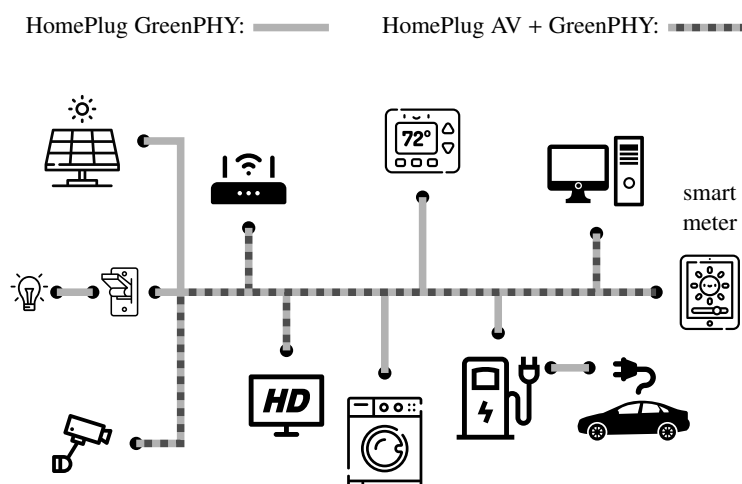 HomePlug GreenPHY:
HomePlug AV + GreenPHY:
72°
smart
meter
HD